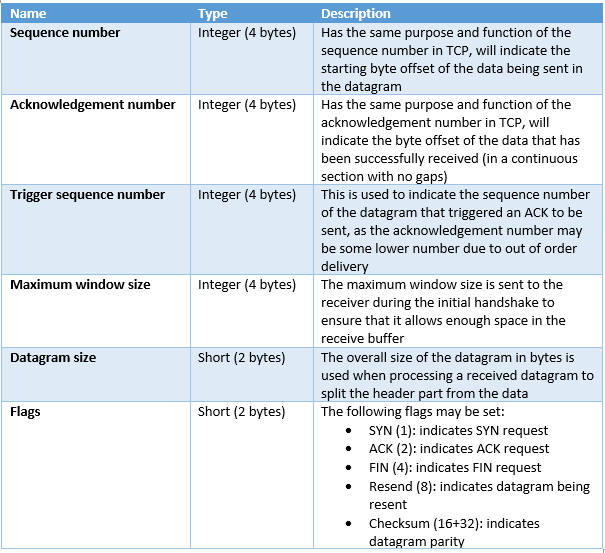 Name Type Description
Sequence number Integer (4 bytes) Has the same purpose and function of the
sequence number in TCP, will indicate the
starting byte offset of the data being sent in
the datagram
Acknowledgement number Integer (4 bytes) Has the same purpose and function of the
acknowledgement number in TCP, will
indicate the byte offset of the data that has
been successfully received (in a continuous
section with no gaps)
Trigger sequence number Integer (4 bytes) This is used to indicate the sequence number
of the datagram that triggered an ACK to be
sent, as the acknowledgement number may
be some lower number due to out of order
delivery
Maximum window size Integer (4 bytes) The maximum window size is sent to the
receiver during the initial handshake to
ensure that it allows enough space in the
receive buffer
Datagram size Short (2 bytes) The overall size of the datagram in bytes is
used when processing a received datagram to
split the header part from the data
Flags Short (2 bytes) The following flags may be set:
• SYN (1): indicates SYN request
• ACK (2): indicates ACK request
• FIN (4): indicates FIN request
• Resend (8): indicates datagram being
resent
• Checksum (16+32): indicates
datagram parity